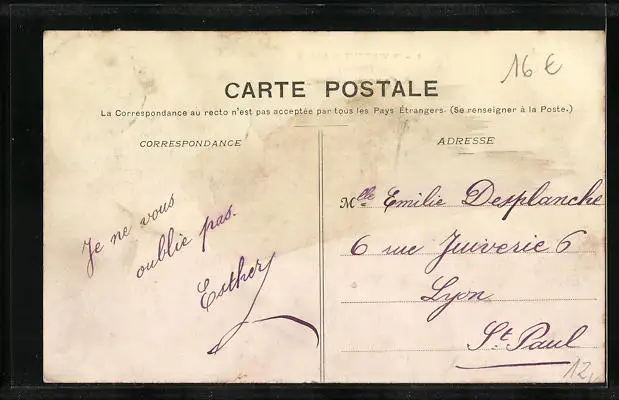 16 €
CARTE POSTALE
La Correspondance au recto n'est pas acceptée par tous les Pays Étrangers. (Se renseigner à la Poste.)
CORRESPONDANCE
Je ne vous
oublie pas.
Esther
ADRESSE
Mlle Emilie Desplanche
6 rue Juiverie 6
Lyon
St. Paul
12